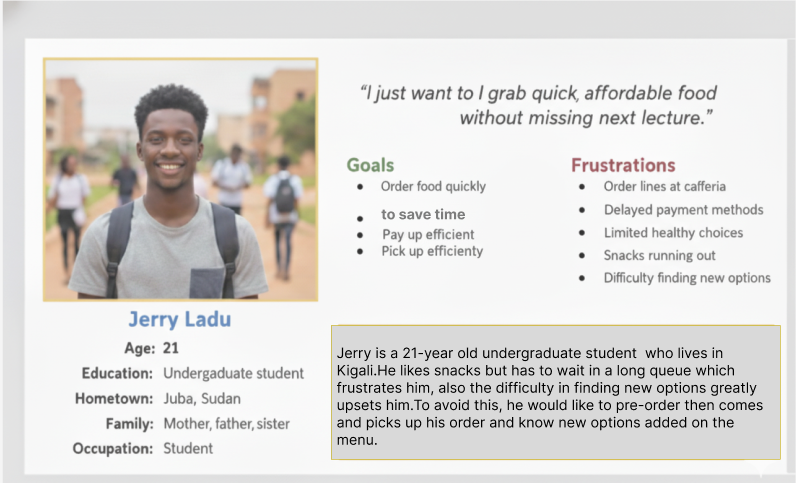 “I just want to I grab quick, affordable food
without missing next lecture.”
Goals
• Order food quickly
• to save time
• Pay up efficient
• Pick up efficienty
Frustrations
• Order lines at cafferia
• Delayed payment methods
• Limited healthy choices
• Snacks running out
• Difficulty finding new options
Jerry Ladu
Age: 21
Education: Undergaduate student
Hometown: Juba, Sudan
Family: Mother, father, sister
Occupation: Student
Jerry is a 21-year old undergraduate student who lives in
Kigali.He likes snacks but has to wait in a long queue which
frustrates him, also the difficulty in finding new options greatly
upsets him.To avoid this, he would like to pre-order then comes
and picks up his order and know new options added on the
menu.